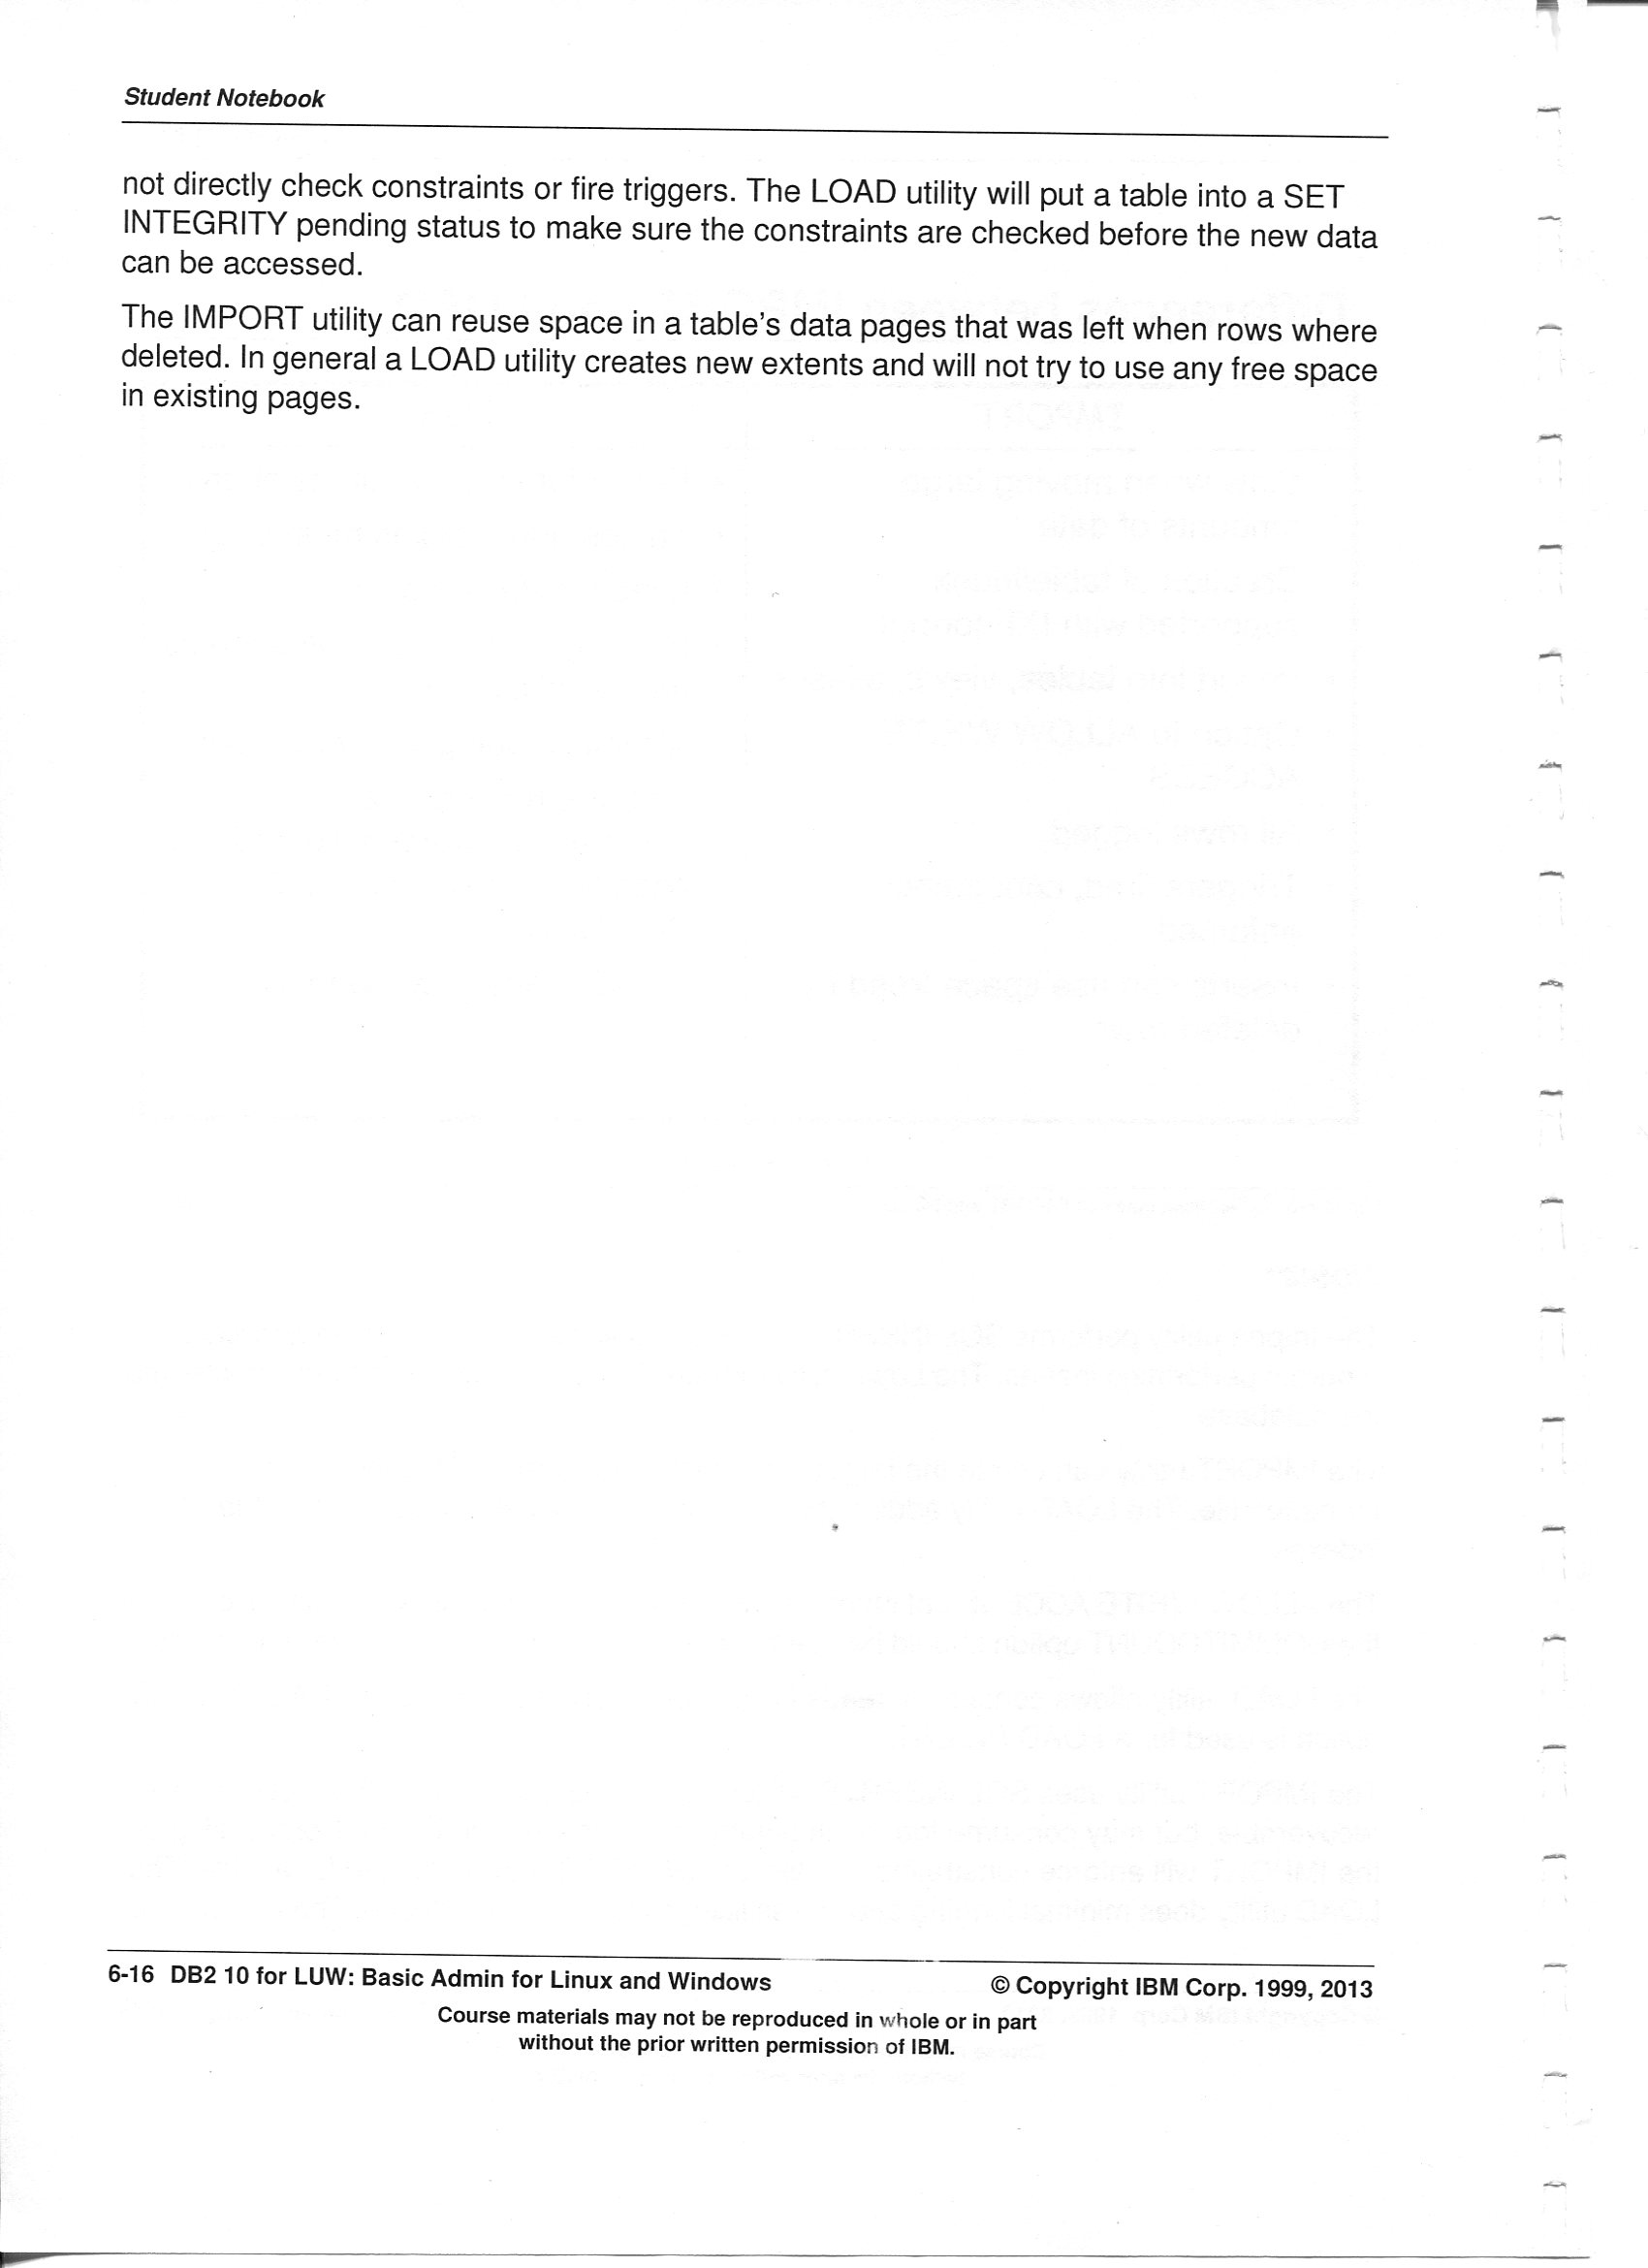 Student Notebook
not directly check constraints or fire triggers. The LOAD utility will put a table into a SET
INTEGRITY pending status to make sure the constraints are checked before the new data
can be accessed.
The IMPORT utility can reuse space in a table's data pages that was left when rows where
deleted. In general a LOAD utility creates new extents and will not try to use any free space
in existing pages.
6-16 DB2 10 for LUW: Basic Admin for Linux and Windows © Copyright IBM Corp. 1999, 2013
Course materials may not be reproduced in whole or in part
without the prior written permission of IBM.